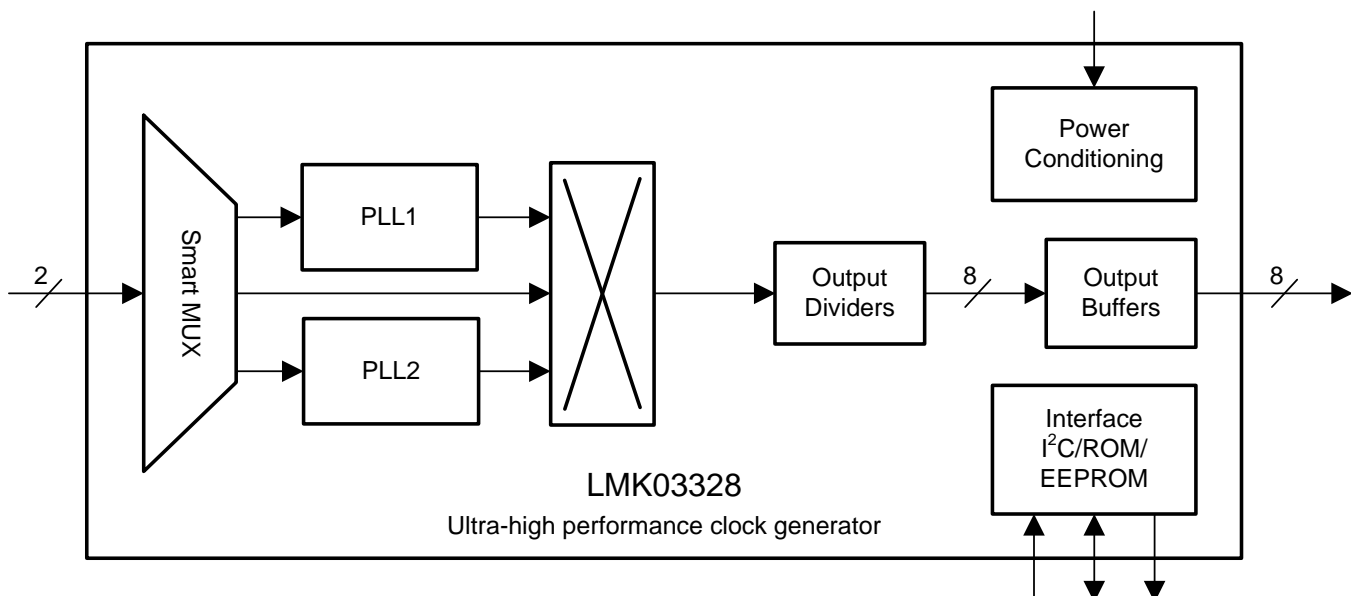 Power
Conditioning
PLL1
Smart MUX
2
Output
Dividers
8
Output
Buffers
8
PLL2
Interface
I²C/ROM/
EEPROM
LMK03328
Ultra-high performance clock generator